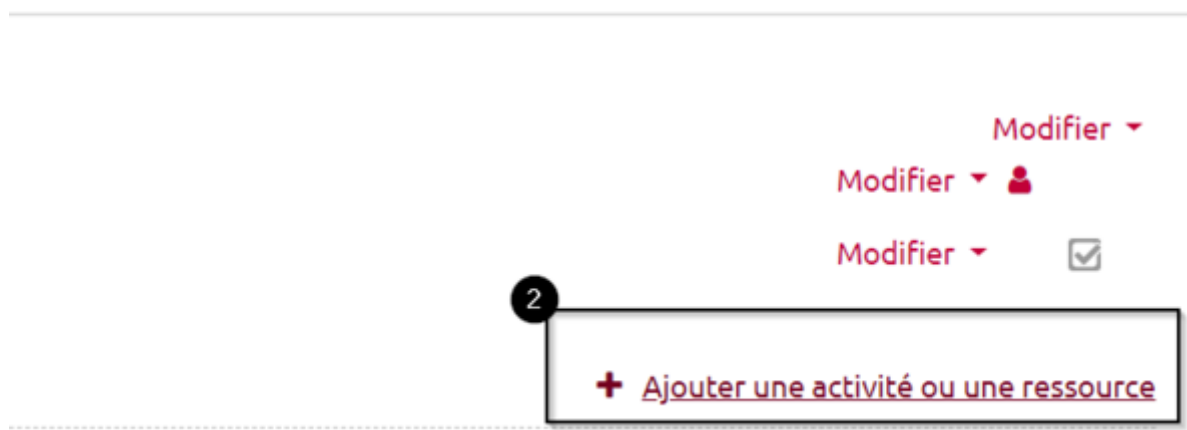 Modifier
Modifier
Modifier
2
+ Ajouter une activité ou une ressource